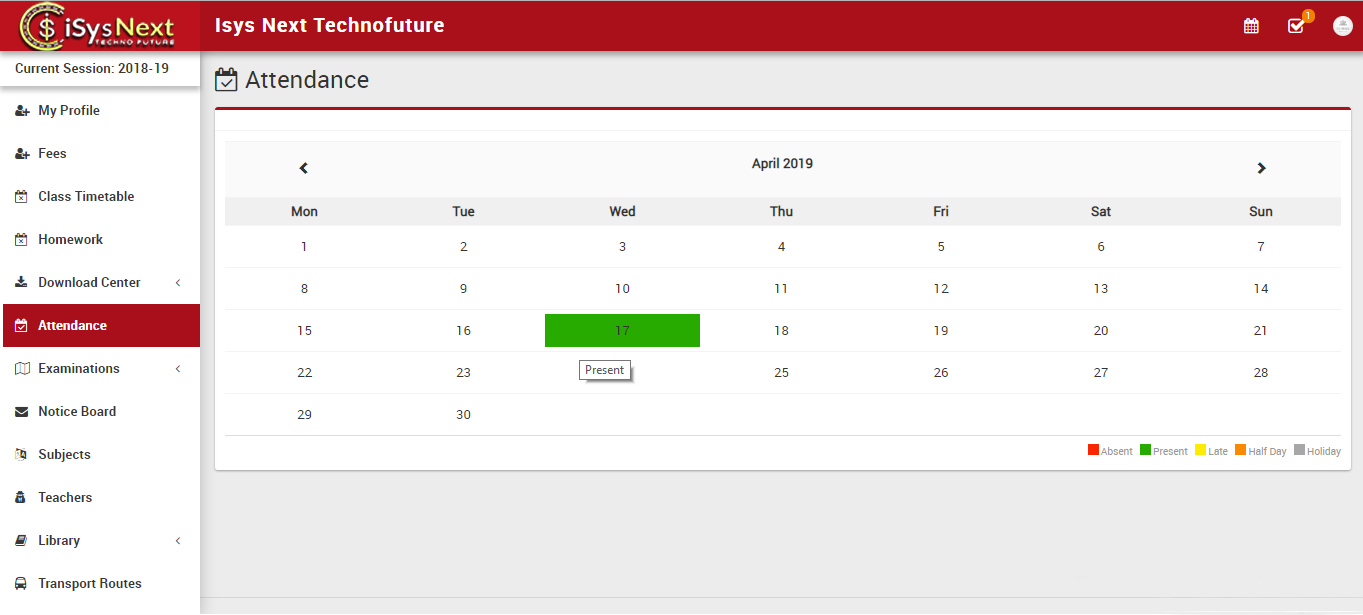 iSysNext
TECHNO FUTURE
Isys Next Technofuture
1
Current Session: 2018-19
My Profile
Fees
Class Timetable
Homework
Download Center
Attendance
Examinations
Notice Board
Subjects
Teachers
Library
Transport Routes
Attendance
April 2019
Mon Tue Wed Thu Fri Sat Sun
1 2 3 4 5 6 7
8 9 10 11 12 13 14
15 16 17 18 19 20 21
22 23 Present 25 26 27 28
29 30
Absent Present Late Half Day Holiday